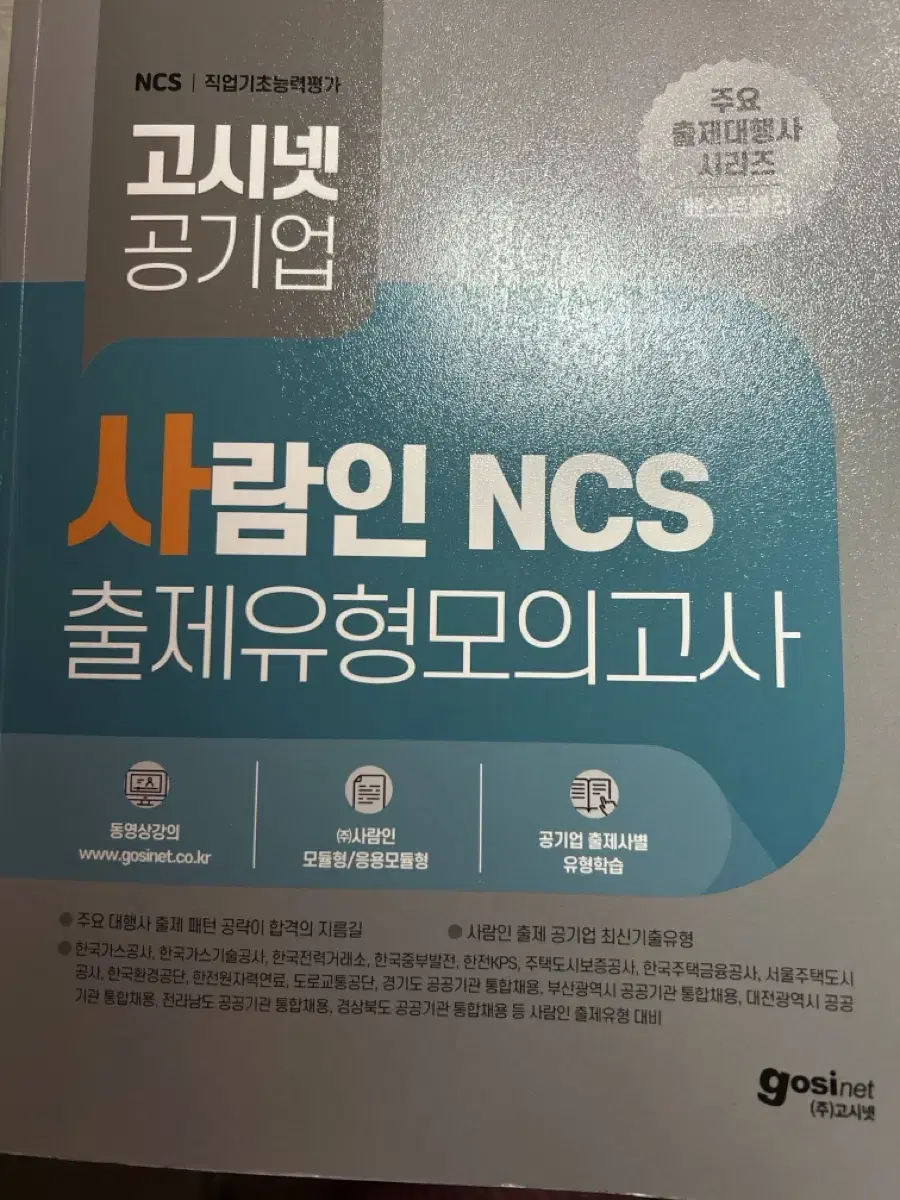 NCS | 직업기초능력평가
고시넷
공기업
주요
출제대행사
시리즈
베스트셀러
사람인 NCS
출제유형모의고사
동영상강의
www.gosinet.co.kr
㈜사람인
모듈형/응용모듈형
공기업 출제사별
유형학습
● 주요 대행사 출제 패턴 공략이 합격의 지름길
● 사람인 출제 공기업 최신기출유형
● 한국가스공사, 한국가스기술공사, 한국전력거래소, 한국중부발전, 한전KPS, 주택도시보증공사, 한국주택금융공사, 서울주택도시
공사, 한국환경공단, 한전원자력연료, 도로교통공단, 경기도 공공기관 통합채용, 부산광역시 공공기관 통합채용, 대전광역시 공공
기관 통합채용, 전라남도 공공기관 통합채용, 경상북도 공공기관 통합채용 등 사람인 출제유형 대비
gosinet
(주)고시넷